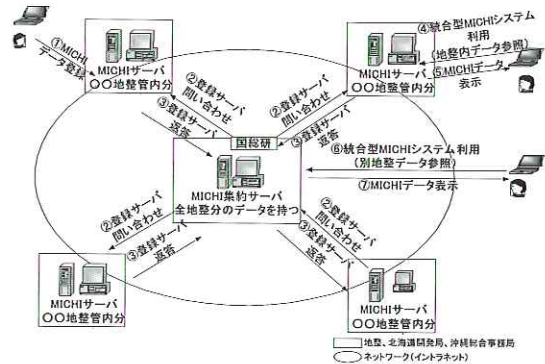 ①MICHI
データ登録
MICHIサーバ
〇〇地整管内分
④統合型MICHIシステム
利用
(地整内データ参照)
⑤MICHIデータ
表示
MICHIサーバ
〇〇地整管内分
②登録サーバ
問い合わせ
③登録サーバ
返答
②登録サーバ
問い合わせ
③登録サーバ
返答
国総研
MICHI集約サーバ
全地整分のデータを持つ
⑥統合型MICHIシステム利用
(別地整データ参照)
⑦MICHIデータ表示
②登録サーバ
問い合わせ
③登録サーバ
返答
②登録サーバ
問い合わせ
③登録サーバ
返答
MICHIサーバ
〇〇地整管内分
MICHIサーバ
〇〇地整管内分
地整、北海道開発局、沖縄総合事務局
ネットワーク(イントラネット)